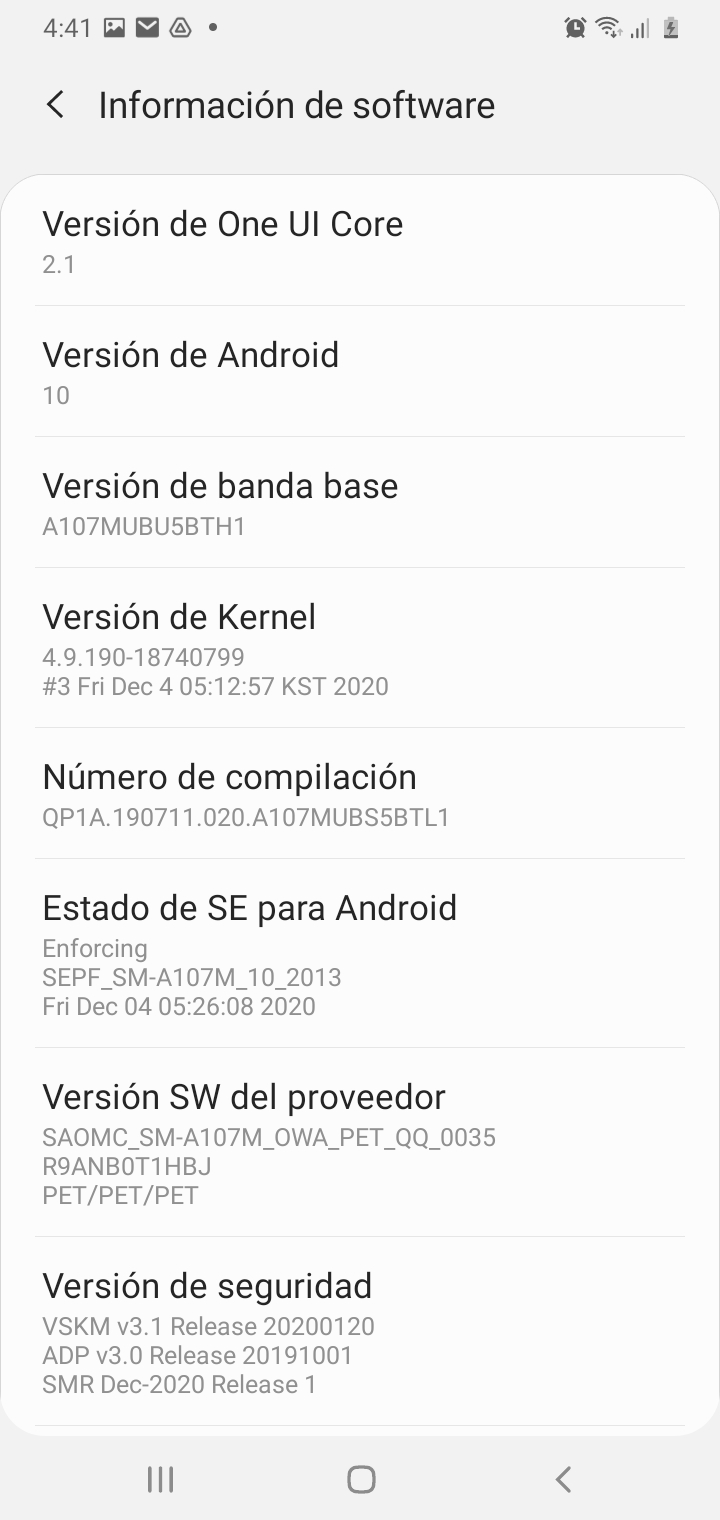 4:41
Información de software
Versión de One UI Core
2.1
Versión de Android
10
Versión de banda base
A107MUBU5BTH1
Versión de Kernel
4.9.190-18740799
#3 Fri Dec 4 05:12:57 KST 2020
Número de compilación
QP1A.190711.020.A107MUBS5BTL1
Estado de SE para Android
Enforcing
SEPF_SM-A107M_10_2013
Fri Dec 04 05:26:08 2020
Versión SW del proveedor
SAOMC_SM-A107M_OWA_PET_QQ_0035
R9ANB0T1HBJ
PET/PET/PET
Versión de seguridad
VSKM v3.1 Release 20200120
ADP v3.0 Release 20191001
SMR Dec-2020 Release 1